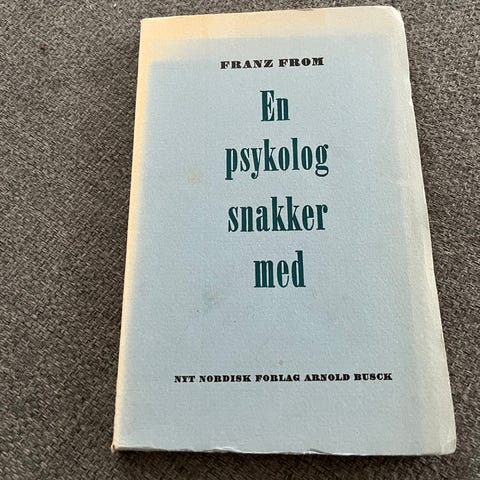 FRANZ FROM
En
psykolog
snakker
med
NYT NORDISK FORLAG ARNOLD BUSCK